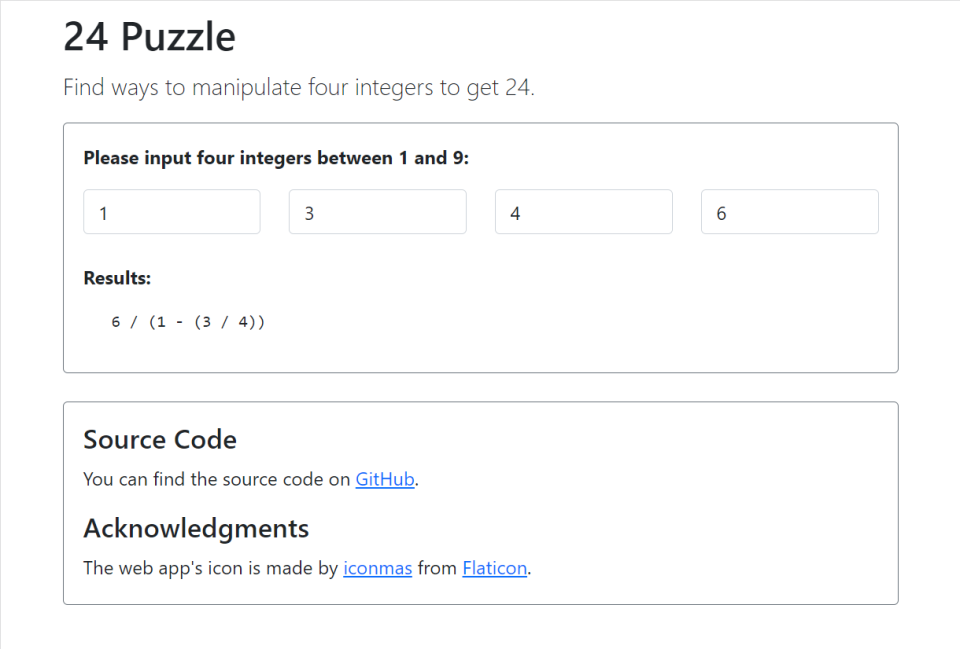 24 Puzzle
Find ways to manipulate four integers to get 24.
Please input four integers between 1 and 9:
1 3 4 6
Results:
6 / (1 - (3 / 4))
Source Code
You can find the source code on GitHub.
Acknowledgments
The web app's icon is made by iconmas from Flaticon.